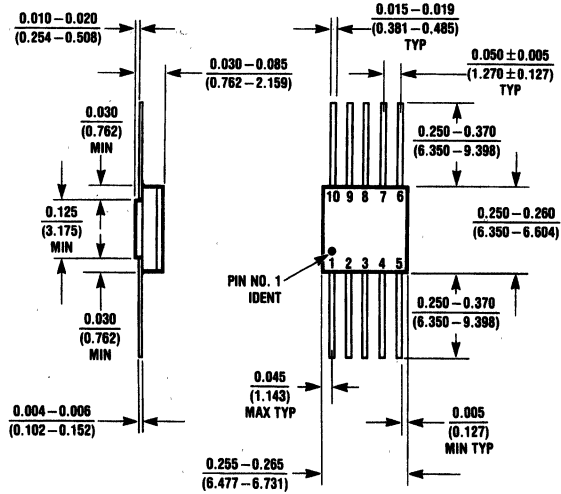 0.010–0.020
(0.254–0.508)
0.030–0.085
(0.762–2.159)
0.015–0.019
(0.381–0.485)
TYP
0.050 ± 0.005
(1.270 ± 0.127)
TYP
0.030
(0.762)
MIN
0.250–0.370
(6.350–9.398)
0.125
(3.175)
MIN
10 9 8 7 6
0.250–0.260
(6.350–6.604)
1 2 3 4 5
PIN NO. 1
IDENT
0.250–0.370
(6.350–9.398)
0.030
(0.762)
MIN
0.045
(1.143)
MAX TYP
0.004–0.006
(0.102–0.152)
0.005
(0.127)
MIN TYP
0.255–0.265
(6.477–6.731)